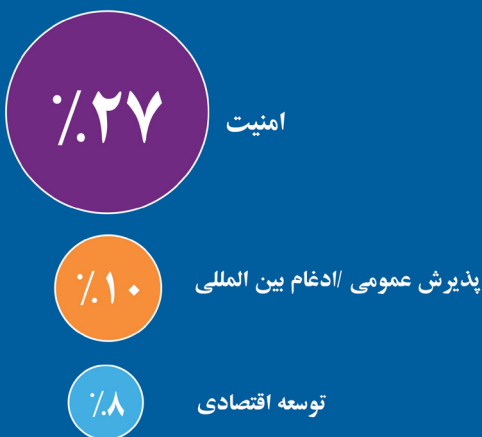 ٪۲۷
امنیت
٪۱۰
پذیرش عمومی /ادغام بین المللی
٪۸
توسعه اقتصادی